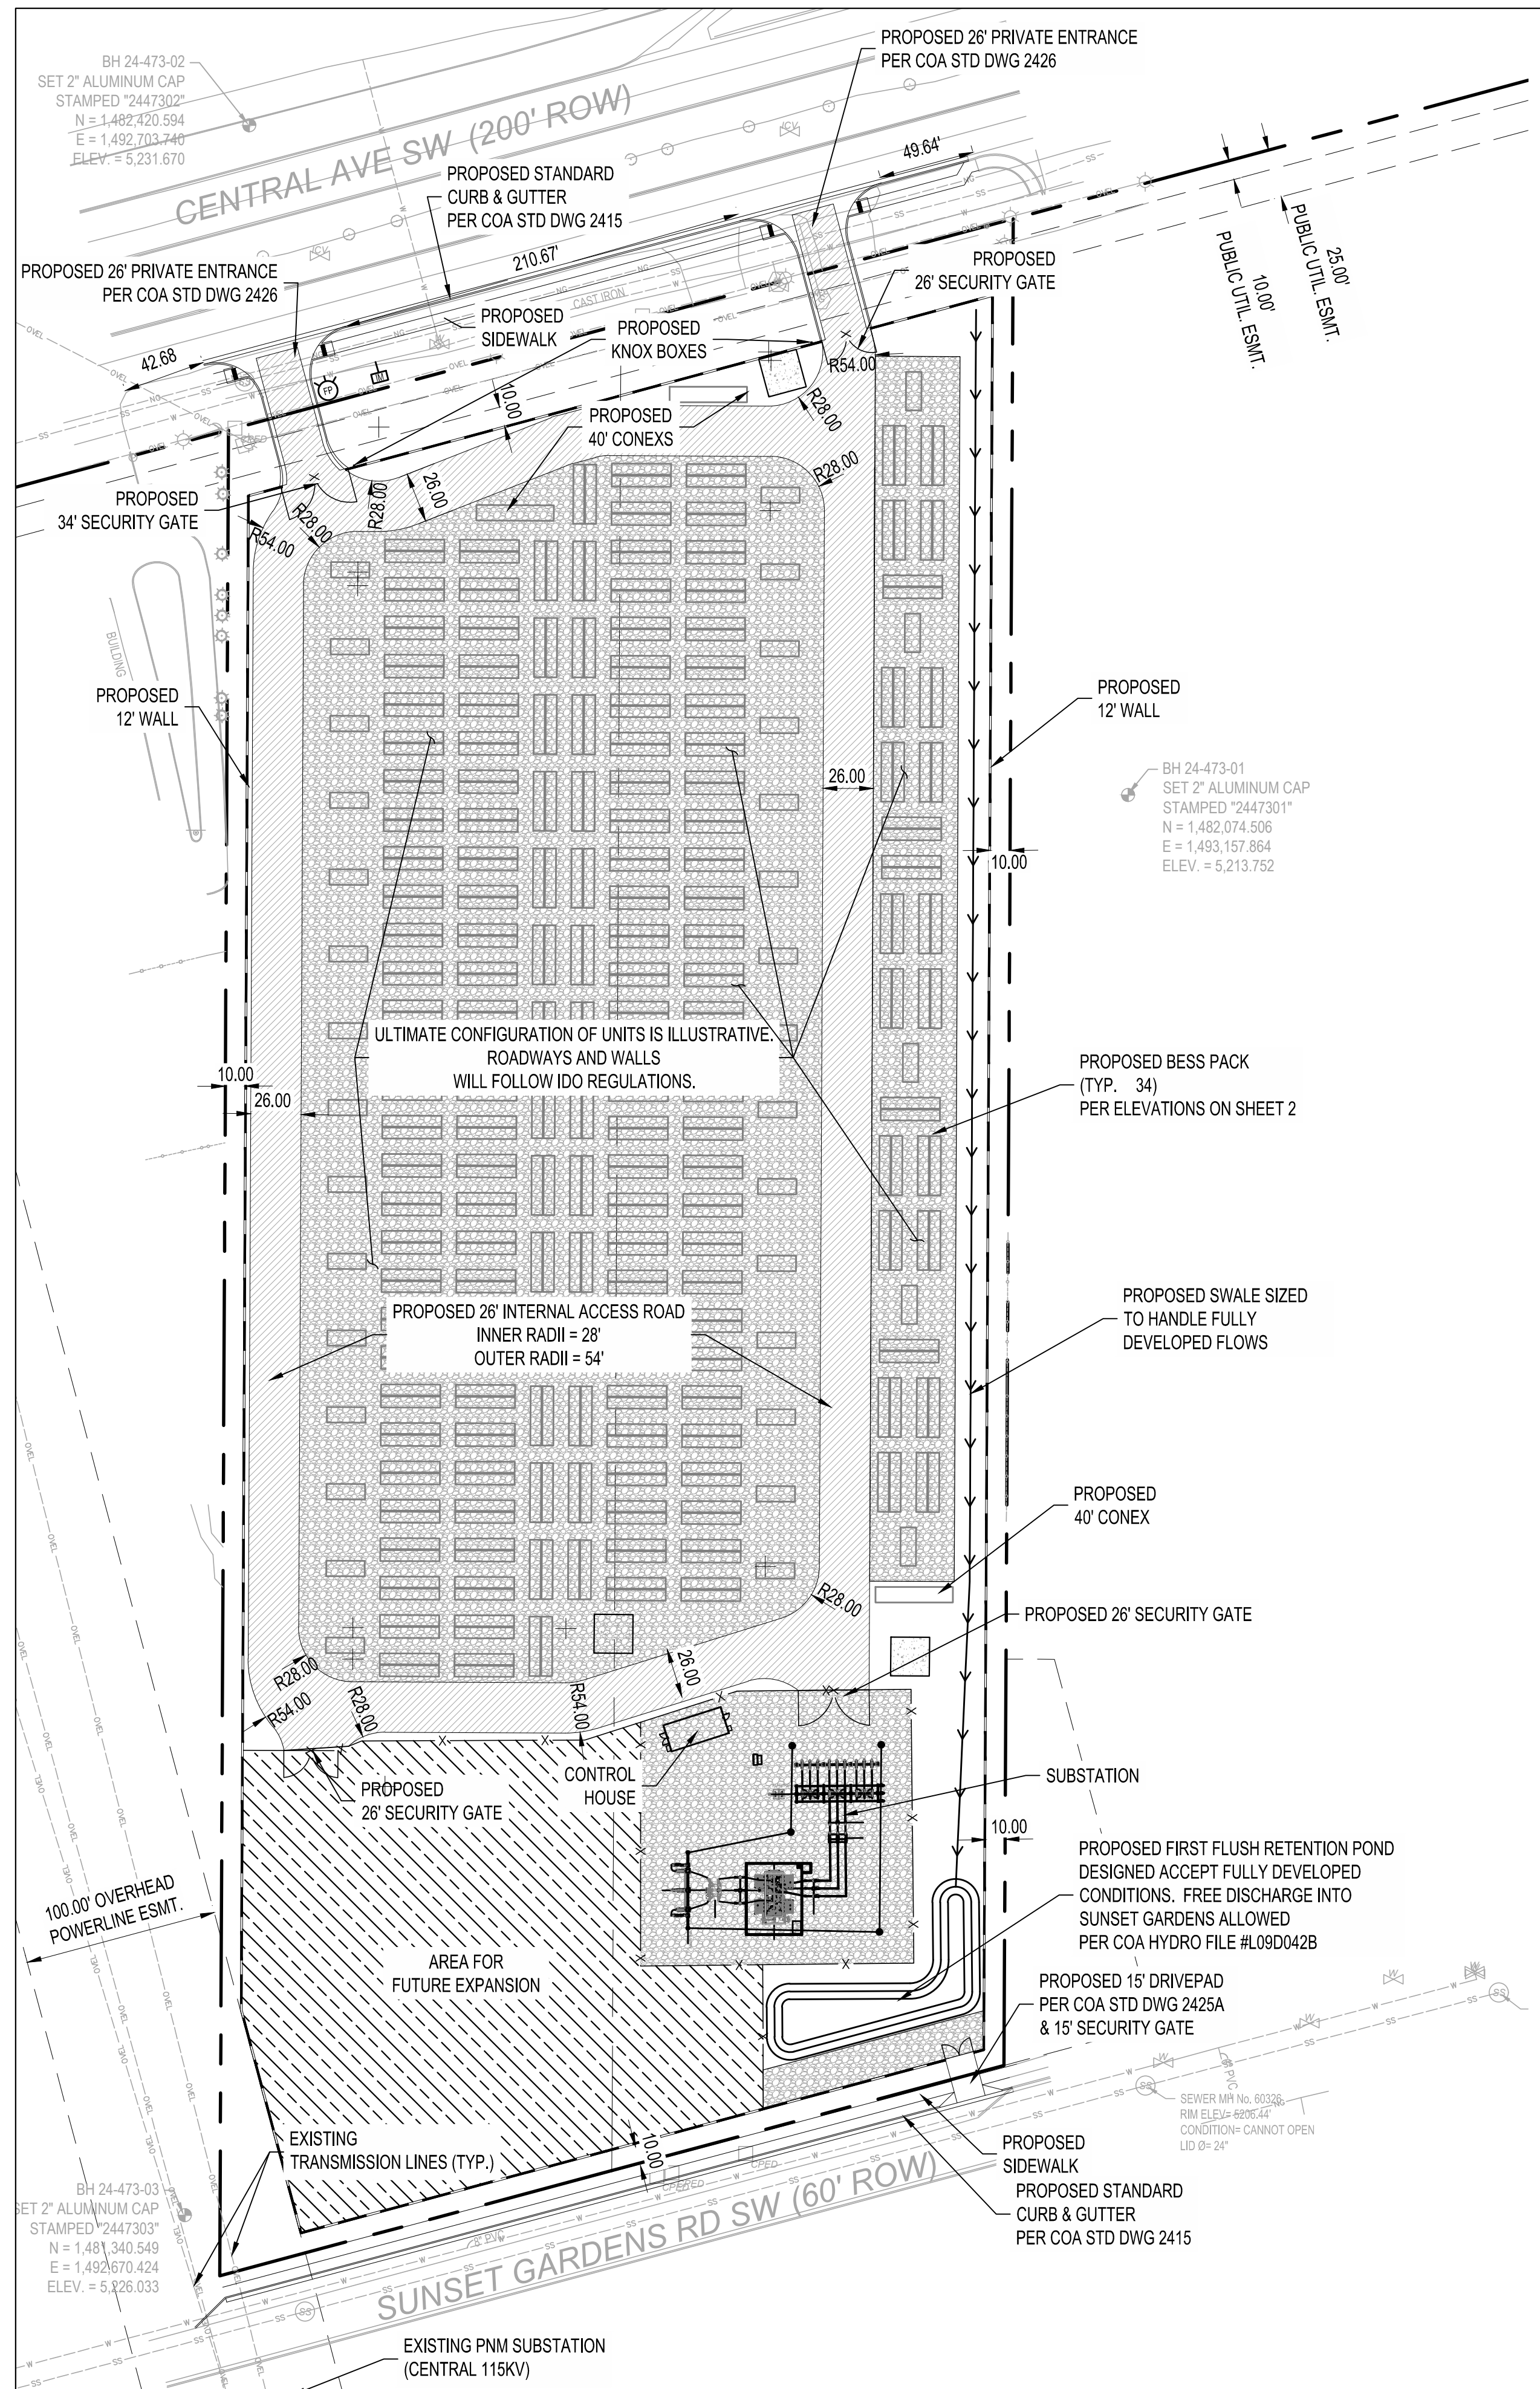 BH 24-473-02
SET 2" ALUMINUM CAP
STAMPED "2447302"
N = 1,482,420.594
E = 1,492,703.740
ELEV. = 5,231.670
CENTRAL AVE SW (200' ROW)
PROPOSED 26' PRIVATE ENTRANCE
PER COA STD DWG 2426
PROPOSED STANDARD
CURB & GUTTER
PER COA STD DWG 2415
49.64'
25.00'
PUBLIC UTIL. ESMT.
10.00'
PUBLIC UTIL. ESMT.
210.67'
PROPOSED 26' PRIVATE ENTRANCE
PER COA STD DWG 2426
PROPOSED
26' SECURITY GATE
CAST IRON
PROPOSED
SIDEWALK
PROPOSED
KNOX BOXES
42.68
FP
R54.00
10.00
R28.00
PROPOSED
40' CONEXS
R28.00
26.00
R28.00
PROPOSED
34' SECURITY GATE
R28.00
R54.00
BUILDING
PROPOSED
12' WALL
PROPOSED
12' WALL
26.00
BH 24-473-01
SET 2" ALUMINUM CAP
STAMPED "2447301"
N = 1,482,074.506
E = 1,493,157.864
ELEV. = 5,213.752
10.00
ULTIMATE CONFIGURATION OF UNITS IS ILLUSTRATIVE.
ROADWAYS AND WALLS
WILL FOLLOW IDO REGULATIONS.
10.00
26.00
PROPOSED BESS PACK
(TYP. 34)
PER ELEVATIONS ON SHEET 2
PROPOSED 26' INTERNAL ACCESS ROAD
INNER RADII = 28'
OUTER RADII = 54'
PROPOSED SWALE SIZED
TO HANDLE FULLY
DEVELOPED FLOWS
PROPOSED
40' CONEX
R28.00
PROPOSED 26' SECURITY GATE
26.00
R28.00
R54.00
R28.00
R54.00
PROPOSED
26' SECURITY GATE
CONTROL
HOUSE
SUBSTATION
10.00
PROPOSED FIRST FLUSH RETENTION POND
DESIGNED ACCEPT FULLY DEVELOPED
CONDITIONS. FREE DISCHARGE INTO
SUNSET GARDENS ALLOWED
PER COA HYDRO FILE #L09D042B
100.00' OVERHEAD
POWERLINE ESMT.
AREA FOR
FUTURE EXPANSION
PROPOSED 15' DRIVEPAD
PER COA STD DWG 2425A
& 15' SECURITY GATE
SEWER MH No. 60326
RIM ELEV= 5206.44'
CONDITION= CANNOT OPEN
LID Ø= 24"
EXISTING
TRANSMISSION LINES (TYP.)
10.00
PROPOSED
SIDEWALK
PROPOSED STANDARD
CURB & GUTTER
PER COA STD DWG 2415
BH 24-473-03
SET 2" ALUMINUM CAP
STAMPED "2447303"
N = 1,481,340.549
E = 1,492,670.424
ELEV. = 5,226.033
SUNSET GARDENS RD SW (60' ROW)
EXISTING PNM SUBSTATION
(CENTRAL 115KV)